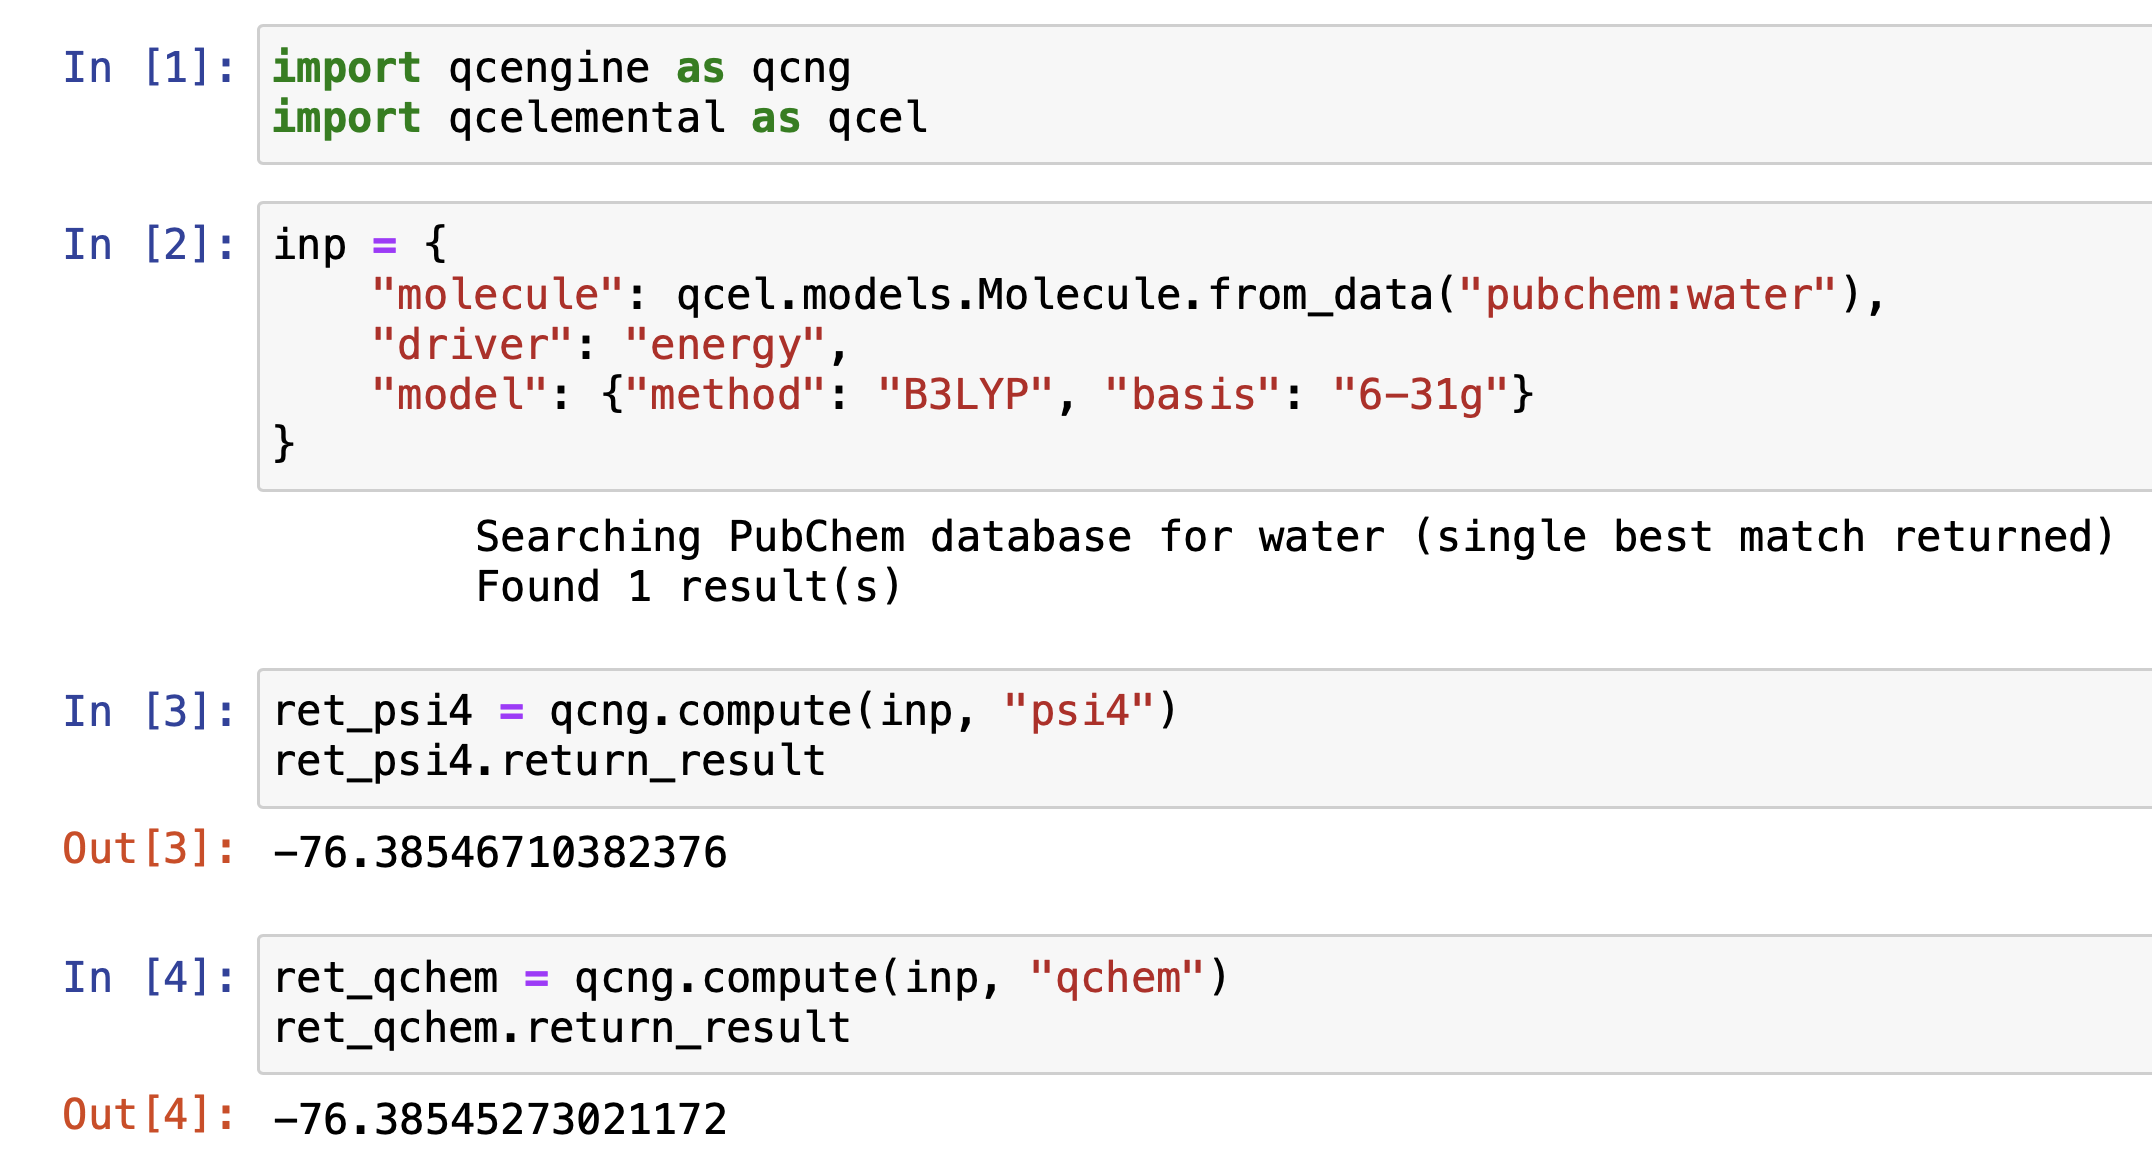 In [1]: import qcengine as qcng
import qcelemental as qcel
In [2]: inp = {
    "molecule": qcel.models.Molecule.from_data("pubchem:water"),
    "driver": "energy",
    "model": {"method": "B3LYP", "basis": "6-31g"}
}
Searching PubChem database for water (single best match returned)
Found 1 result(s)
In [3]: ret_psi4 = qcng.compute(inp, "psi4")
ret_psi4.return_result
Out[3]: -76.38546710382376
In [4]: ret_qchem = qcng.compute(inp, "qchem")
ret_qchem.return_result
Out[4]: -76.38545273021172